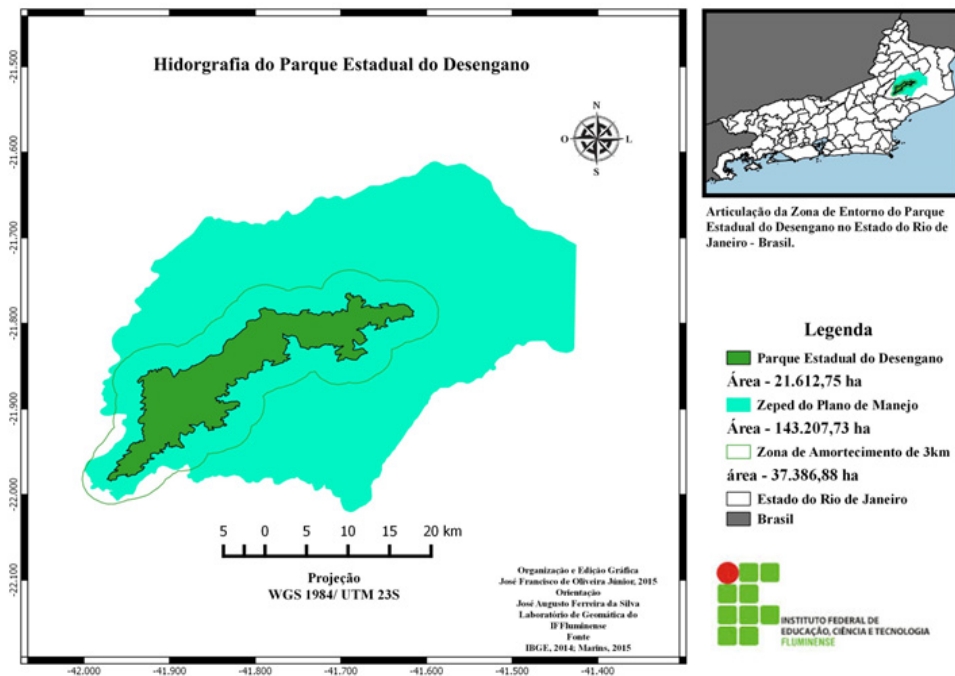 Hidorgrafia do Parque Estadual do Desengano
N
O
L
S
-21.500
-21.600
-21.700
-21.800
-21.900
-22.000
-22.100
-42.000
-41.900
-41.800
-41.700
-41.600
-41.500
-41.400
5 0 5 10 15 20 km
Projeção
WGS 1984/ UTM 23S
Organização e Edição Gráfica
José Francisco de Oliveira Júnior, 2015
Orientação
José Augusto Ferreira da Silva
Laboratório de Geomática do
IFFluminense
Fonte
IBGE, 2014; Marins, 2015
Articulação da Zona de Entorno do Parque
Estadual do Desengano no Estado do Rio de
Janeiro - Brasil.
Legenda
Parque Estadual do Desengano
Área - 21.612,75 ha
Zeped do Plano de Manejo
Área - 143.207,73 ha
Zona de Amortecimento de 3km
área - 37.386,88 ha
Estado do Rio de Janeiro
Brasil
INSTITUTO FEDERAL DE
EDUCAÇÃO, CIÊNCIA E TECNOLOGIA
FLUMINENSE